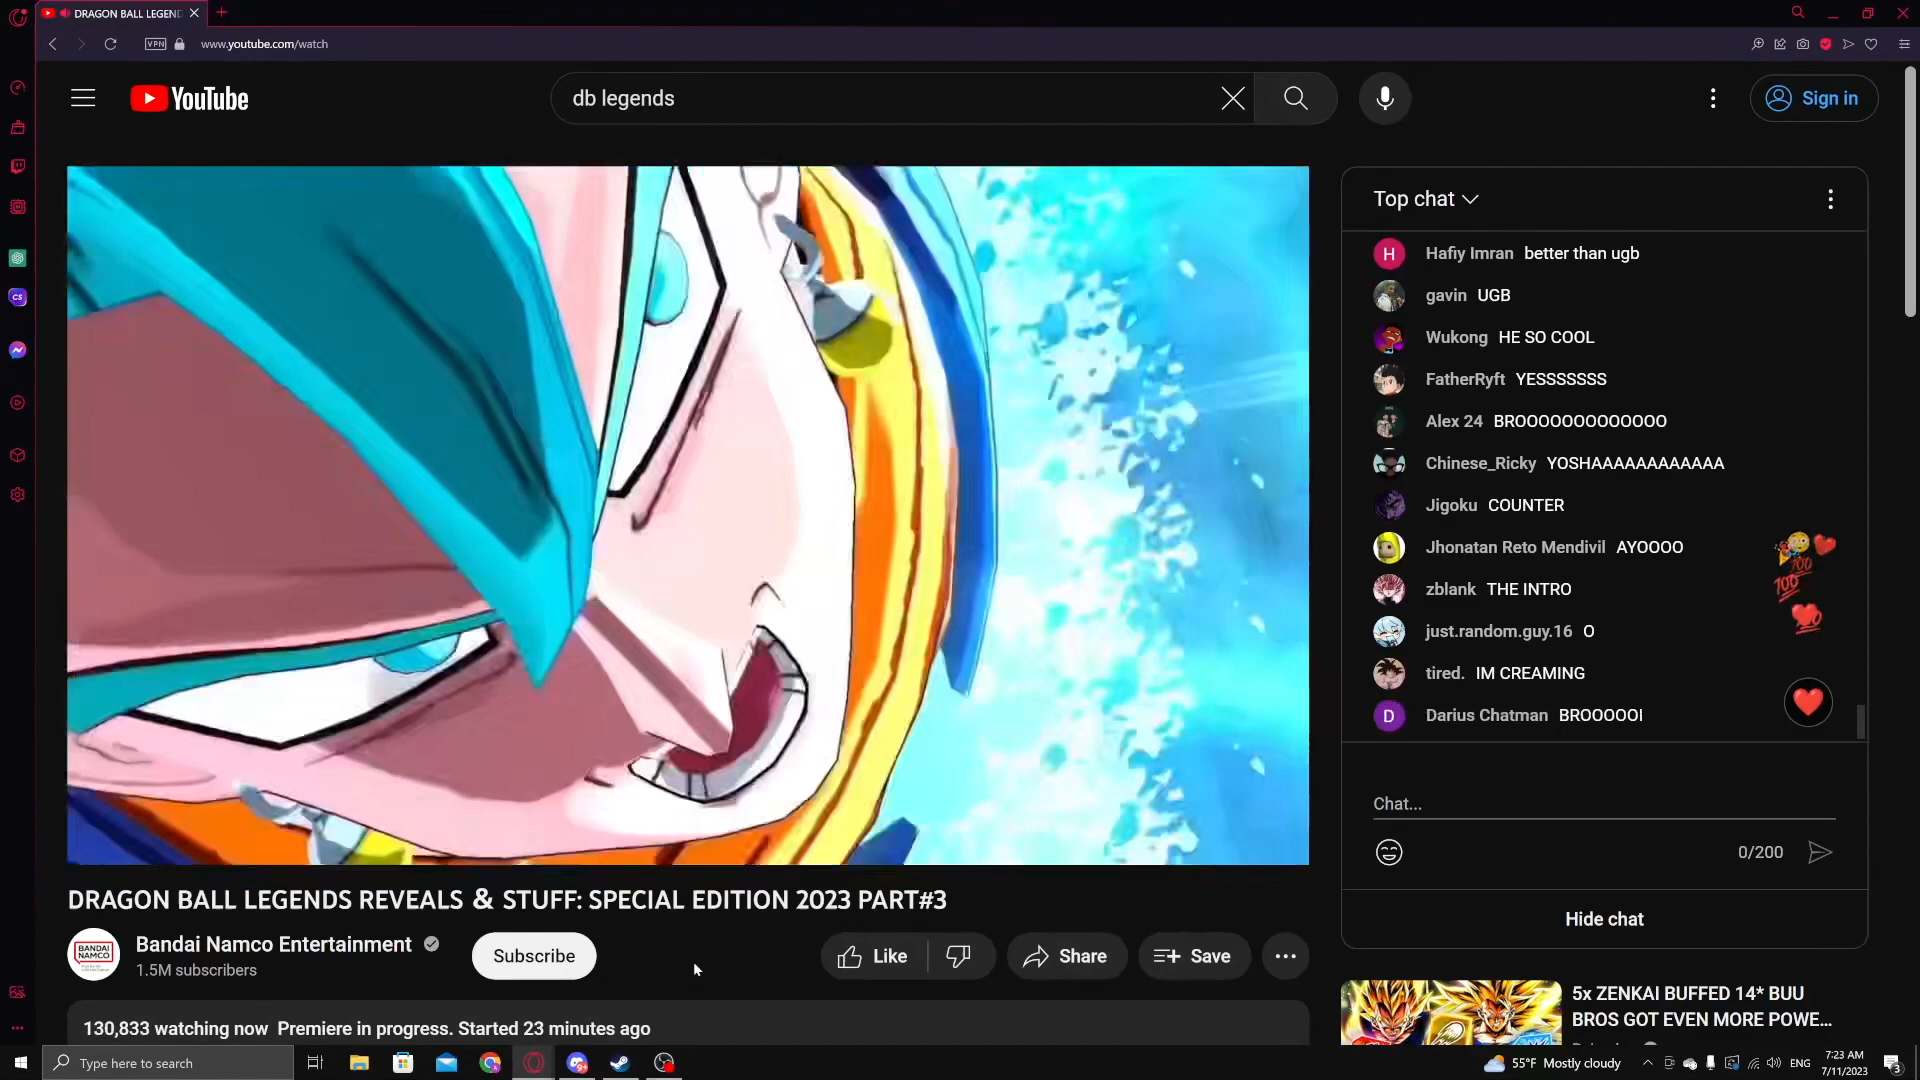 DRAGON BALL LEGEND
VPN
www.youtube.com/watch
YouTube
db legends
Sign in
Top chat
Hafiy Imran better than ugb
gavin UGB
Wukong HE SO COOL
FatherRyft YESSSSSSS
Alex 24 BROOOOOOOOOOOOO
Chinese_Ricky YOSHAAAAAAAAAAAA
Jigoku COUNTER
Jhonatan Reto Mendivil AYOOOO
zblank THE INTRO
just.random.guy.16 O
tired. IM CREAMING
Darius Chatman BROOOOOI
Chat...
0/200
Hide chat
DRAGON BALL LEGENDS REVEALS & STUFF: SPECIAL EDITION 2023 PART#3
BANDAI
NAMCO
Bandai Namco Entertainment
1.5M subscribers
Subscribe
Like
Share
Save
130,833 watching now Premiere in progress. Started 23 minutes ago
5x ZENKAI BUFFED 14* BUU
BROS GOT EVEN MORE POWE...
Type here to search
55°F Mostly cloudy
ENG
7:23 AM
7/11/2023
3